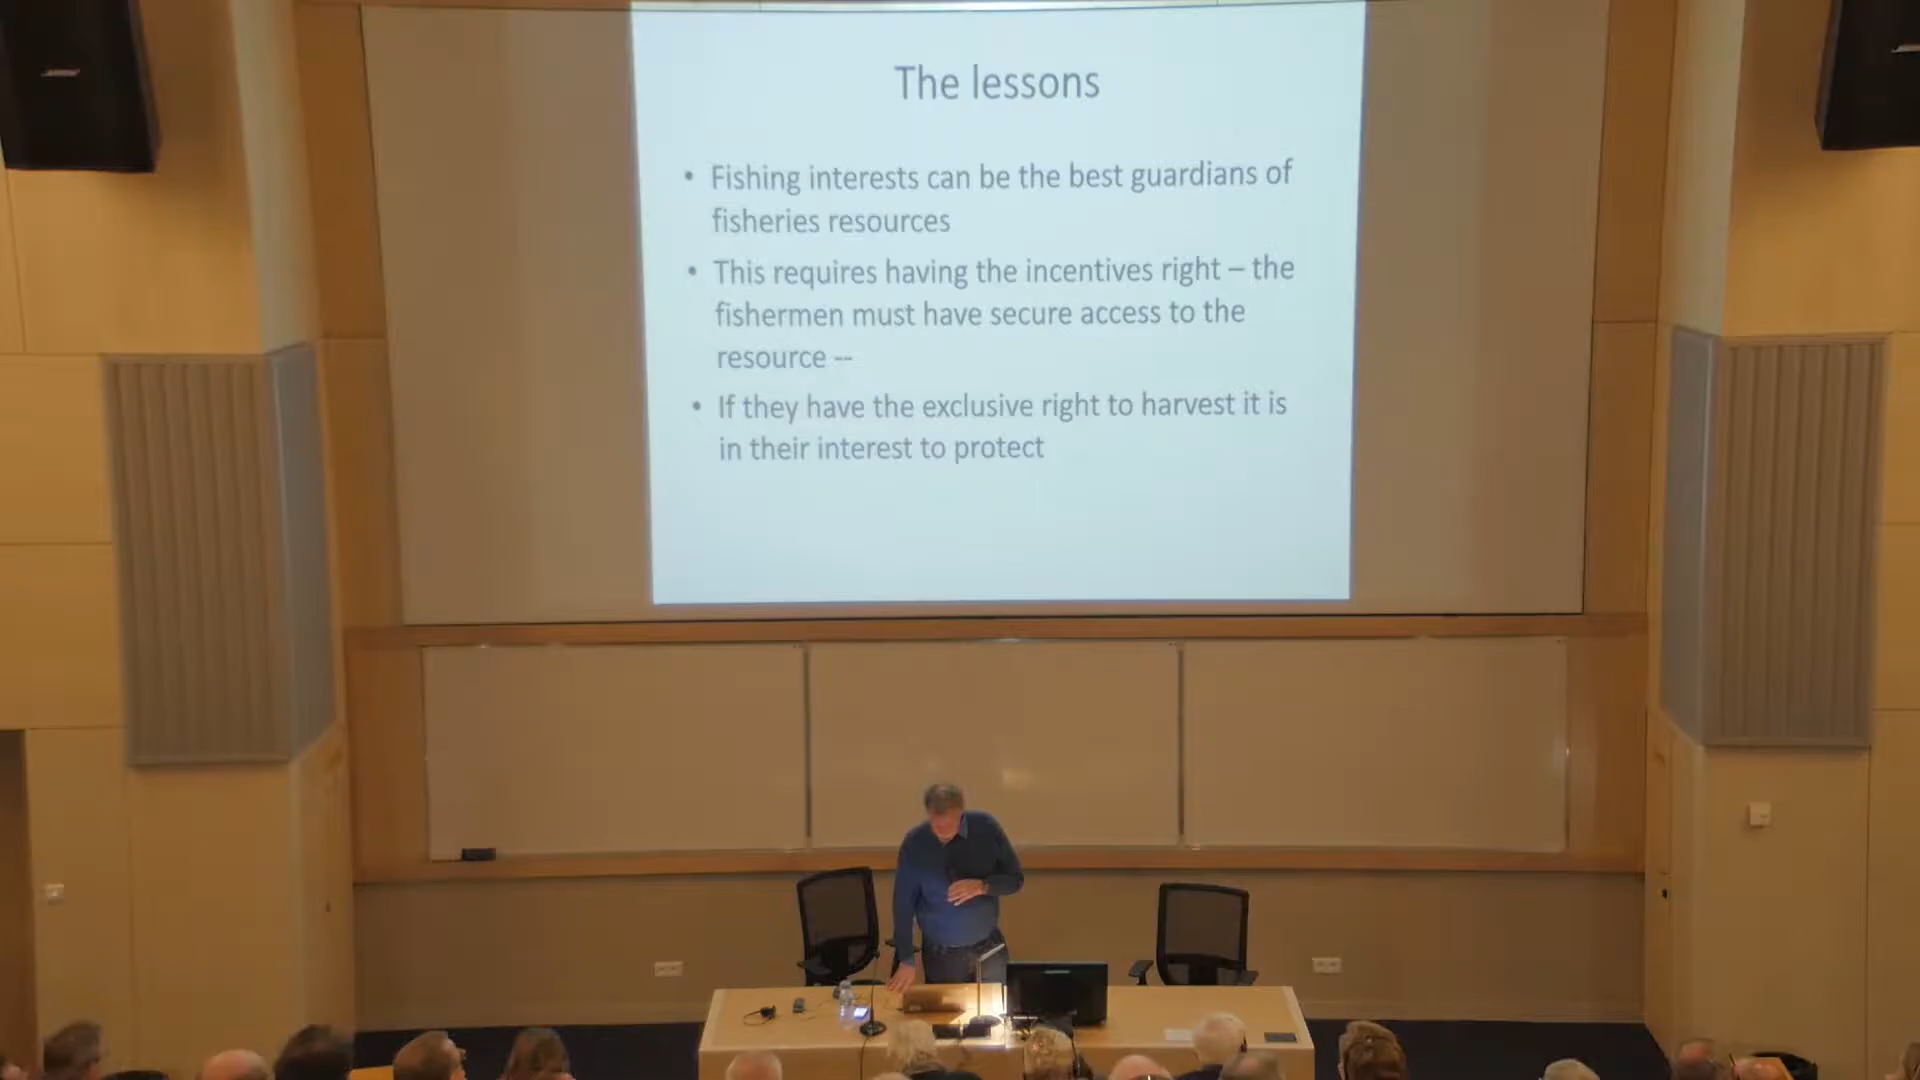 The lessons
• Fishing interests can be the best guardians of
fisheries resources
• This requires having the incentives right – the
fishermen must have secure access to the
resource --
• If they have the exclusive right to harvest it is
in their interest to protect